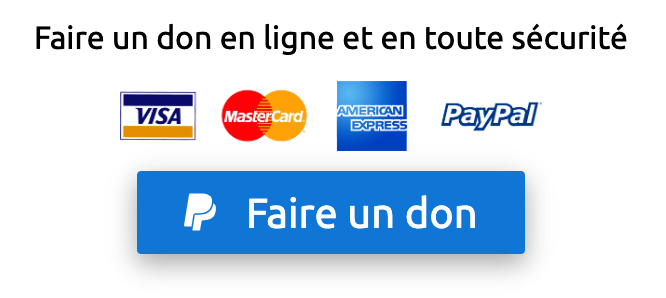 Faire un don en ligne et en toute sécurité
VISA MasterCard AMERICAN EXPRESS PayPal
Faire un don